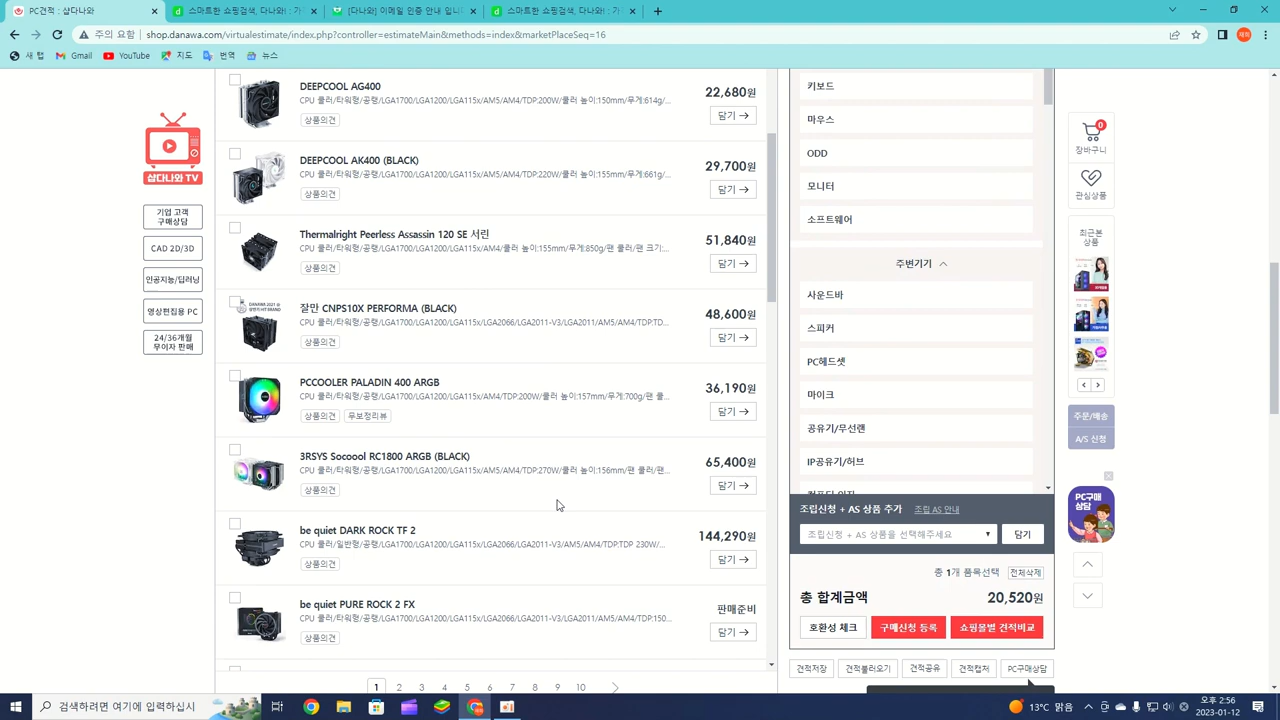 PC견적 : 샵다나와
스마트한 쇼핑검색, 다나와! : 가
[다나와] 이메일 인증 안내 입니다
스마트한 쇼핑검색, 다나와! : 가
주의 요함
shop.danawa.com/virtualestimate/index.php?controller=estimateMain&methods=index&marketPlaceSeq=16
새 탭
Gmail
YouTube
지도
번역
뉴스
샵다나와 TV
기업 고객
구매상담
CAD 2D/3D
인공지능/딥러닝
영상편집용 PC
24/36개월
무이자 판매
DEEPCOOL AG400
CPU 쿨러/타워형/공랭/LGA1700/LGA1200/LGA115x/AM5/AM4/TDP:200W/쿨러 높이:150mm/무게:614g/...
상품의견
22,680원
담기 →
DEEPCOOL AK400 (BLACK)
CPU 쿨러/타워형/공랭/LGA1700/LGA1200/LGA115x/AM5/AM4/TDP:220W/쿨러 높이:155mm/무게:661g/...
상품의견
29,700원
담기 →
Thermalright Peerless Assassin 120 SE 서린
CPU 쿨러/타워형/공랭/LGA1700/LGA1200/LGA115x/AM4/쿨러 높이:155mm/무게:850g/팬 쿨러/팬 크기:...
상품의견
51,840원
담기 →
잘만 CNPS10X PERFORMA (BLACK)
CPU 쿨러/타워형/공랭/LGA1700/LGA1200/LGA115x/LGA2066/LGA2011-V3/LGA2011/AM5/AM4/TDP:TD...
상품의견
48,600원
담기 →
PCCOOLER PALADIN 400 ARGB
CPU 쿨러/타워형/공랭/LGA1700/LGA1200/LGA115x/AM4/TDP:200W/쿨러 높이:157mm/무게:700g/팬 쿨...
상품의견
36,190원
담기 →
3RSYS Socoool RC1800 ARGB (BLACK)
CPU 쿨러/타워형/공랭/LGA1700/LGA1200/LGA115x/AM5/AM4/TDP:270W/쿨러 높이:156mm/팬 쿨러/팬...
상품의견
65,400원
담기 →
be quiet DARK ROCK TF 2
CPU 쿨러/일반형/공랭/LGA1700/LGA1200/LGA115x/LGA2066/LGA2011-V3/AM5/AM4/TDP:TDP 230W/...
상품의견
144,290원
담기 →
be quiet PURE ROCK 2 FX
CPU 쿨러/타워형/공랭/LGA1700/LGA1200/LGA115x/LGA2066/LGA2011-V3/LGA2011/AM5/AM4/TDP:150...
상품의견
판매준비
담기 →
1 2 3 4 5 6 7 8 9 10
키보드
마우스
ODD
모니터
소프트웨어
주변기기
사운드바
스피커
PC헤드셋
마이크
공유기/무선랜
IP공유기/허브
조립신청 + AS 상품 추가
조립 AS 안내
조립신청 + AS 상품을 선택해주세요
담기
총 1개 품목선택
전체삭제
총 합계금액
20,520원
호환성 체크
구매신청 등록
쇼핑몰별 견적비교
견적저장
견적불러오기
견적공유
견적캡처
PC구매상담
0
장바구니
관심상품
최근본
상품
주문/배송
A/S 신청
PC구매
상담
검색하려면 여기에 입력하십시
13°C 맑음
오후 2:56
2023-01-12